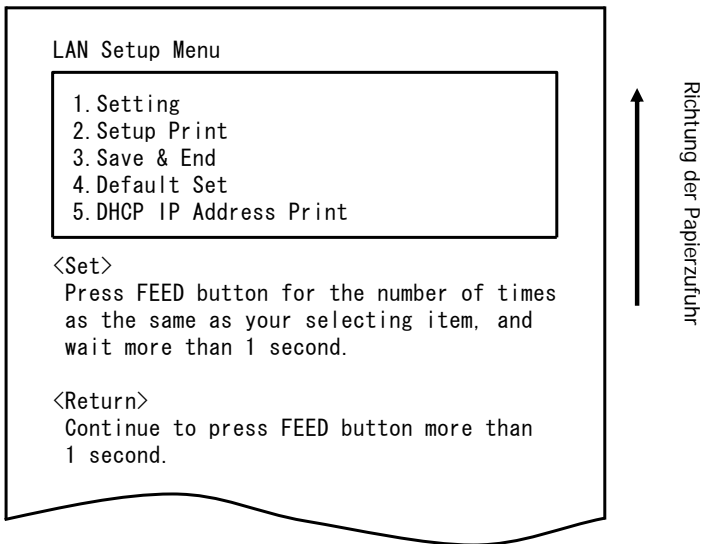 LAN Setup Menu
1.Setting
2.Setup Print
3.Save & End
4.Default Set
5.DHCP IP Address Print
<Set>
Press FEED button for the number of times
as the same as your selecting item, and
wait more than 1 second.
<Return>
Continue to press FEED button more than
1 second.
Richtung der Papierzufuhr